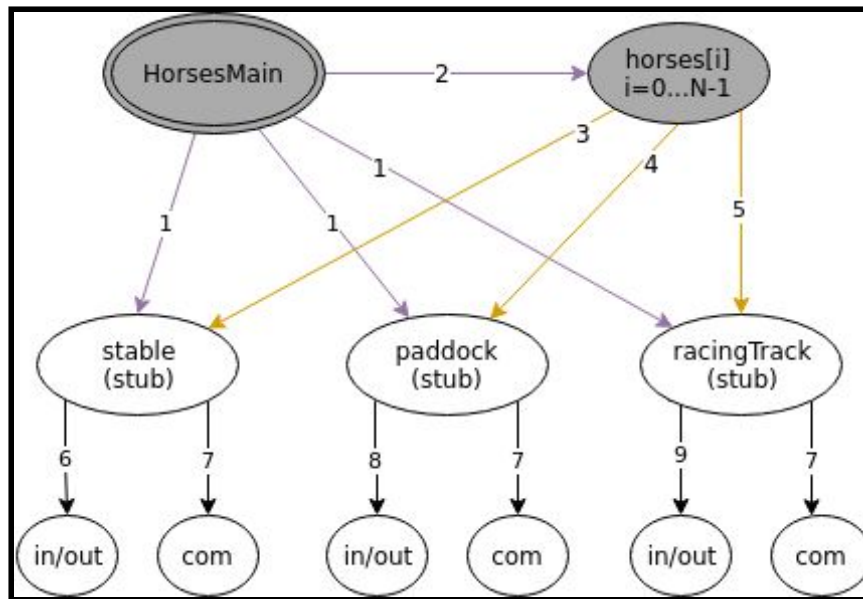 HorsesMain
2
horses[i]
i=0...N-1
3
4
1
5
1
1
stable
(stub)
paddock
(stub)
racingTrack
(stub)
6
7
8
7
9
7
in/out
com
in/out
com
in/out
com